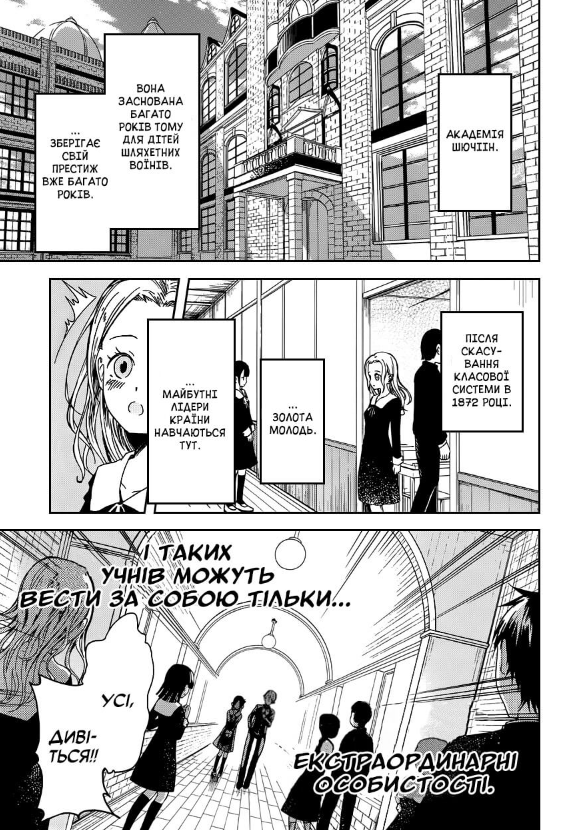 АКАДЕМІЯ
ШЮЧІІН.
ВОНА
ЗАСНОВАНА
БАГАТО
РОКІВ ТОМУ
ДЛЯ ДІТЕЙ
ШЛЯХЕТНИХ
ВОЇНІВ.
...
ЗБЕРІГАЄ
СВІЙ
ПРЕСТИЖ
ВЖЕ БАГАТО
РОКІВ.
ПІСЛЯ
СКАСУ-
ВАННЯ
КЛАСОВОЇ
СИСТЕМИ В
1872 РОЦІ.
...
ЗОЛОТА
МОЛОДЬ.
...
МАЙБУТНІ
ЛІДЕРИ
КРАЇНИ
НАВЧАЮТЬСЯ
ТУТ.
І ТАКИХ
УЧНІВ МОЖУТЬ
ВЕСТИ ЗА СОБОЮ ТІЛЬКИ...
УСІ,
ДИВІ-
ТЬСЯ!!
ЕКСТРАОРДИНАРНІ
ОСОБИСТОСТІ.